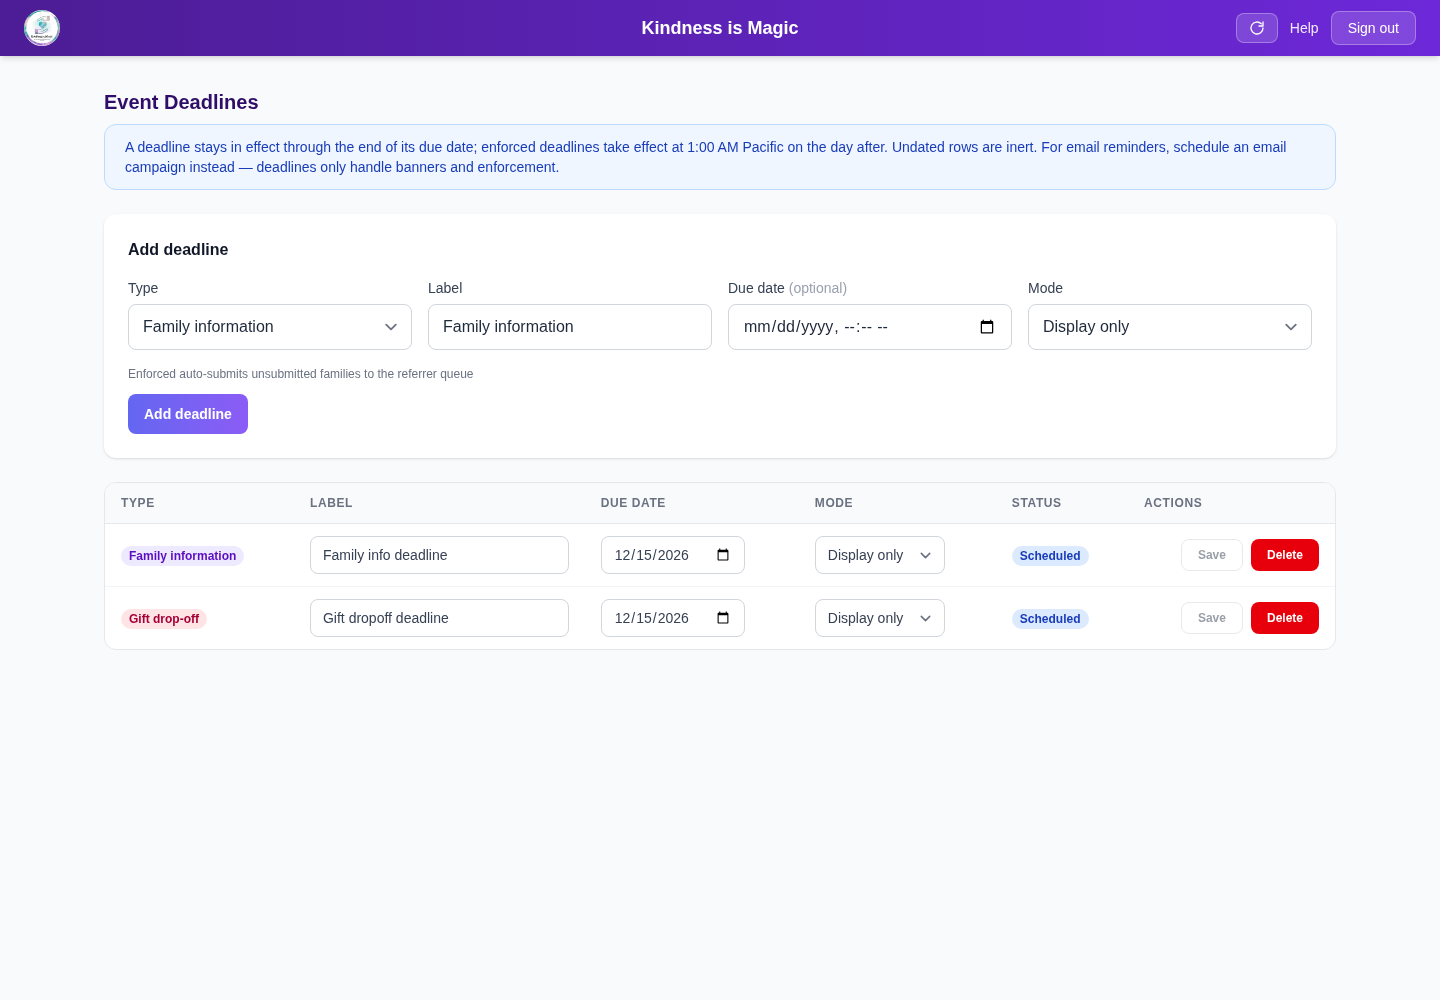 Kindness is Magic
Help
Sign out
Event Deadlines
A deadline stays in effect through the end of its due date; enforced deadlines take effect at 1:00 AM Pacific on the day after. Undated rows are inert. For email reminders, schedule an email
campaign instead — deadlines only handle banners and enforcement.
Add deadline
Type
Label
Due date (optional)
Mode
Family information
Family information
mm/dd/yyyy, --:-- --
Display only
Enforced auto-submits unsubmitted families to the referrer queue
Add deadline
TYPE
LABEL
DUE DATE
MODE
STATUS
ACTIONS
Family information
Family info deadline
12/15/2026
Display only
Scheduled
Save
Delete
Gift drop-off
Gift dropoff deadline
12/15/2026
Display only
Scheduled
Save
Delete